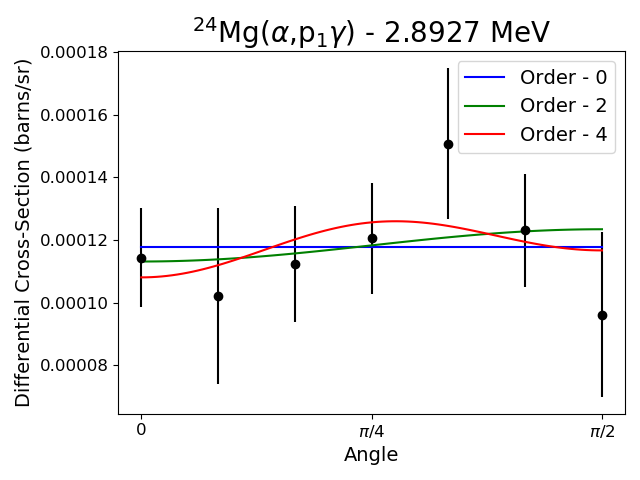 ²⁴Mg(α,p₁γ) - 2.8927 MeV
Differential Cross-Section (barns/sr)
0.00018
0.00016
0.00014
0.00012
0.00010
0.00008
Order - 0
Order - 2
Order - 4
0
π/4
π/2
Angle